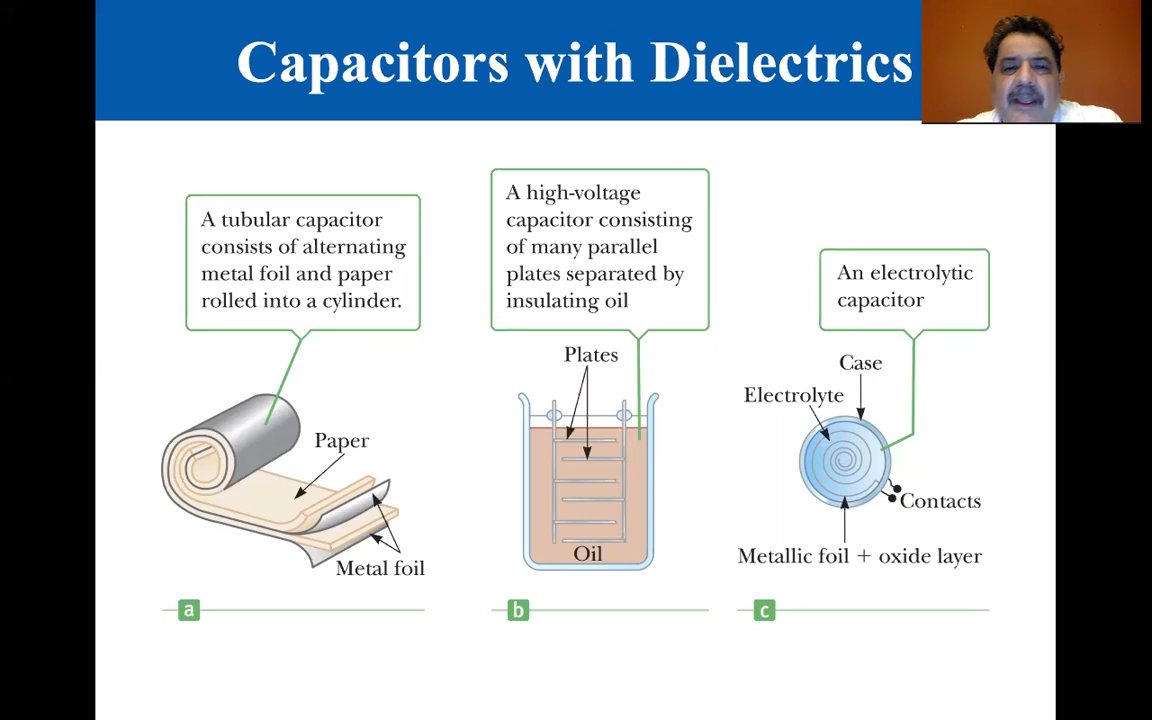 Capacitors with Dielectrics
A tubular capacitor
consists of alternating
metal foil and paper
rolled into a cylinder.
Paper
Metal foil
a
A high-voltage
capacitor consisting
of many parallel
plates separated by
insulating oil
Plates
Oil
b
An electrolytic
capacitor
Case
Electrolyte
Contacts
Metallic foil + oxide layer
c